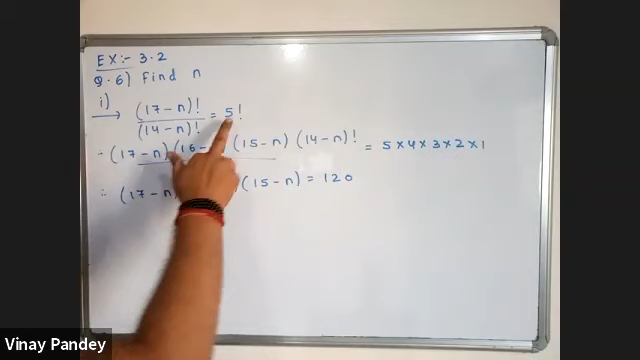 EX:- 3.2
Q.6) Find n
i) → (17-n)! / (14-n)! = 5!
∴ (17-n)(16- (15-n)(14-n)! = 5×4×3×2×1
∴ (17-n (15-n) = 120
Vinay Pandey